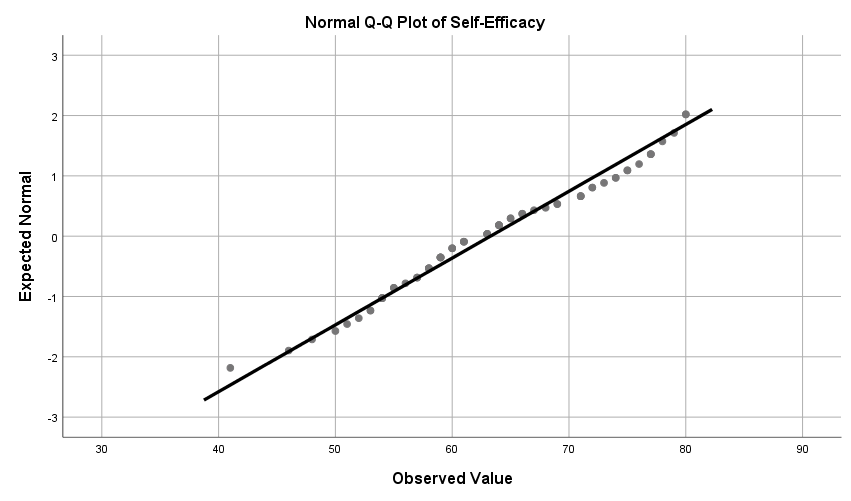 Normal Q-Q Plot of Self-Efficacy
3
2
1
0
-1
-2
-3
Expected Normal
30 40 50 60 70 80 90
Observed Value